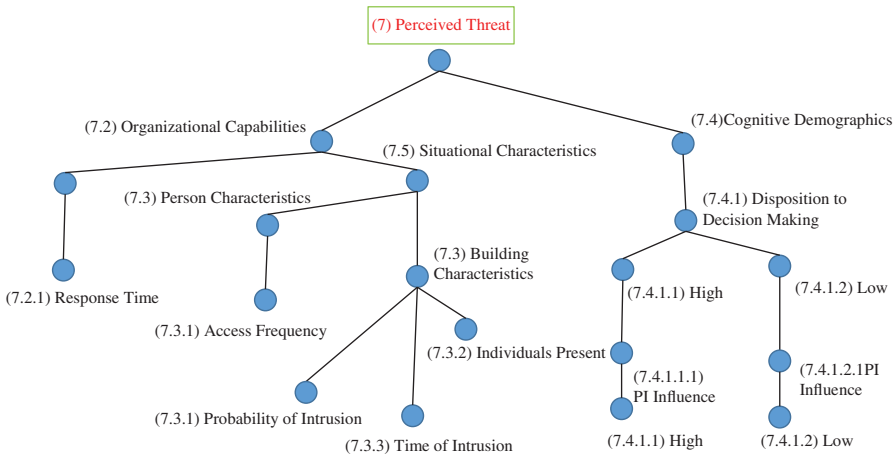 (7) Perceived Threat
(7.2) Organizational Capabilities
(7.4)Cognitive Demographics
(7.5) Situational Characteristics
(7.3) Person Characteristics
(7.4.1) Disposition to
Decision Making
(7.3) Building
Characteristics
(7.2.1) Response Time
(7.4.1.1) High
(7.4.1.2) Low
(7.3.1) Access Frequency
(7.3.2) Individuals Present
(7.4.1.1.1)
PI Influence
(7.4.1.2.1PI
Influence
(7.3.1) Probability of Intrusion
(7.3.3) Time of Intrusion
(7.4.1.1) High
(7.4.1.2) Low